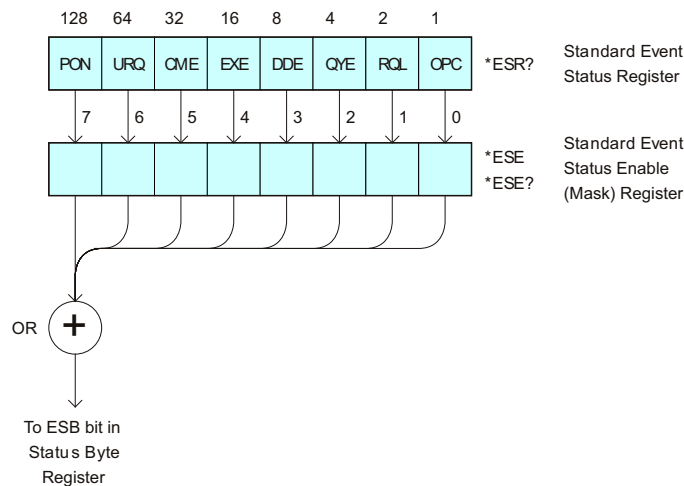 128 64 32 16 8 4 2 1
PON URQ CME EXE DDE QYE RQL OPC
*ESR?
Standard Event
Status Register
7 6 5 4 3 2 1 0
*ESE
*ESE?
Standard Event
Status Enable
(Mask) Register
OR +
To ESB bit in
Status Byte
Register